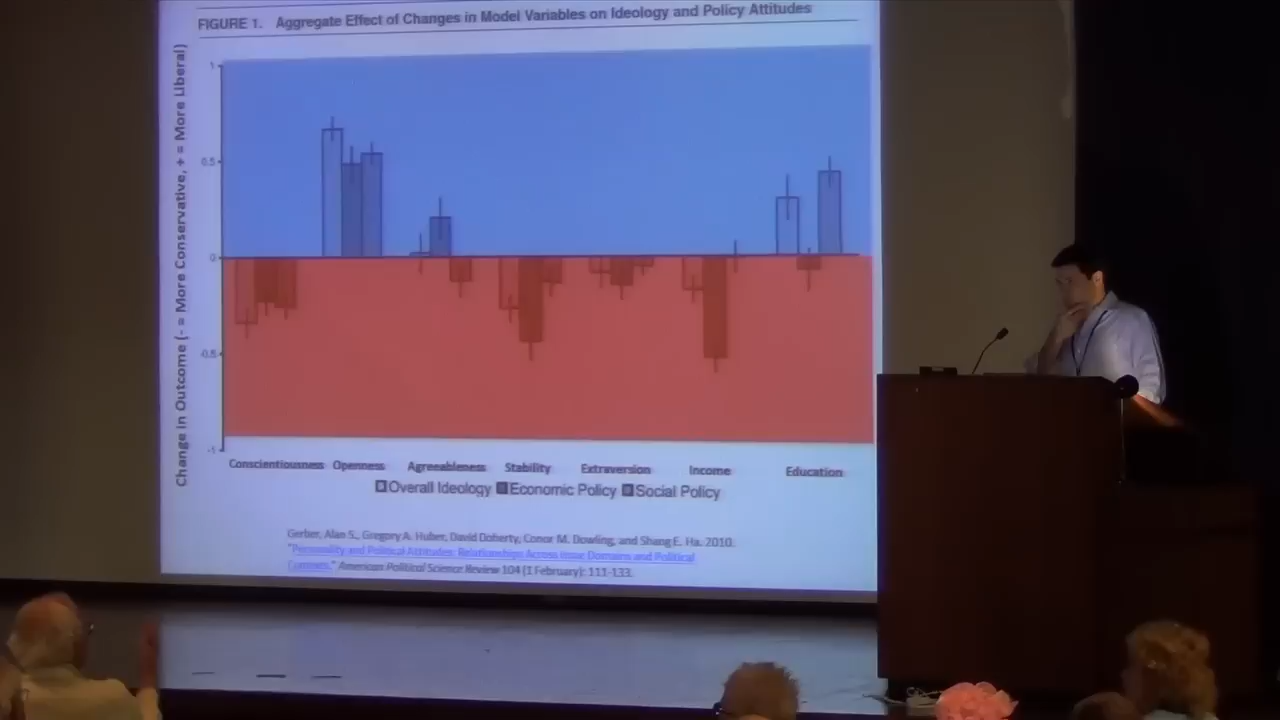 FIGURE 1. Aggregate Effect of Changes in Model Variables on Ideology and Policy Attitudes
Change in Outcome (- = More Conservative, + = More Liberal)
1
0.5
0
-0.5
-1
Conscientiousness Openness Agreeableness Stability Extraversion Income Education
Overall Ideology Economic Policy Social Policy
Gerber, Alan S., Gregory A. Huber, David Doherty, Conor M. Dowling, and Shang E. Ha. 2010.
"Personality and Political Attitudes: Relationships Across Issue Domains and Political
Contexts." American Political Science Review 104 (1 February): 111-133.